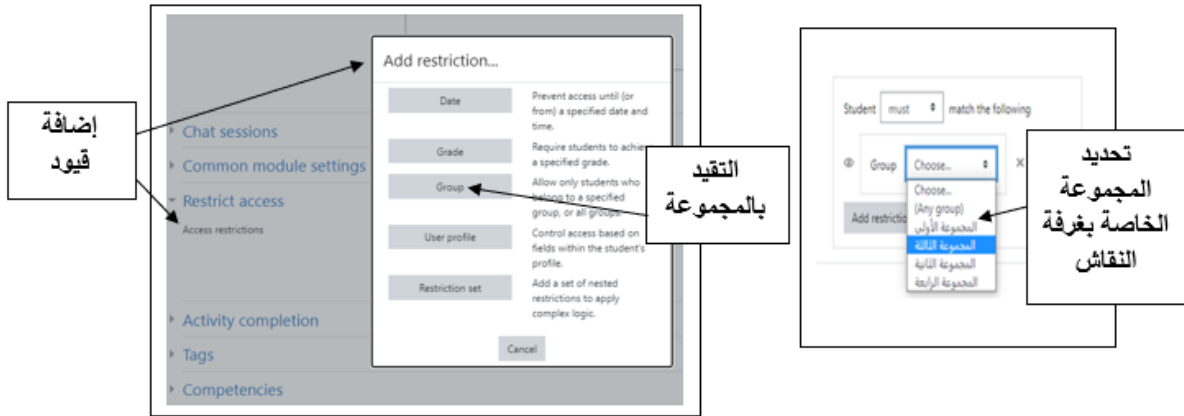 إضافة
قيود
Chat sessions
Common module settings
Restrict access
Access restrictions
Activity completion
Tags
Competencies
Add restriction...
Date
Prevent access until (or
from) a specified date and
time.
Grade
Require students to achiev
a specified grade.
Group
Allow only students who
belong to a specified
group, or all groups.
User profile
Control access based on
fields within the student's
profile.
Restriction set
Add a set of nested
restrictions to apply
complex logic.
Cancel
التقيد
بالمجموعة
Student must match the following
Group Choose... ×
Choose...
(Any group)
المجموعة الأولى
المجموعة الثالثة
المجموعة الثانية
المجموعة الرابعة
Add restrictio
تحديد
المجموعة
الخاصة بغرفة
النقاش